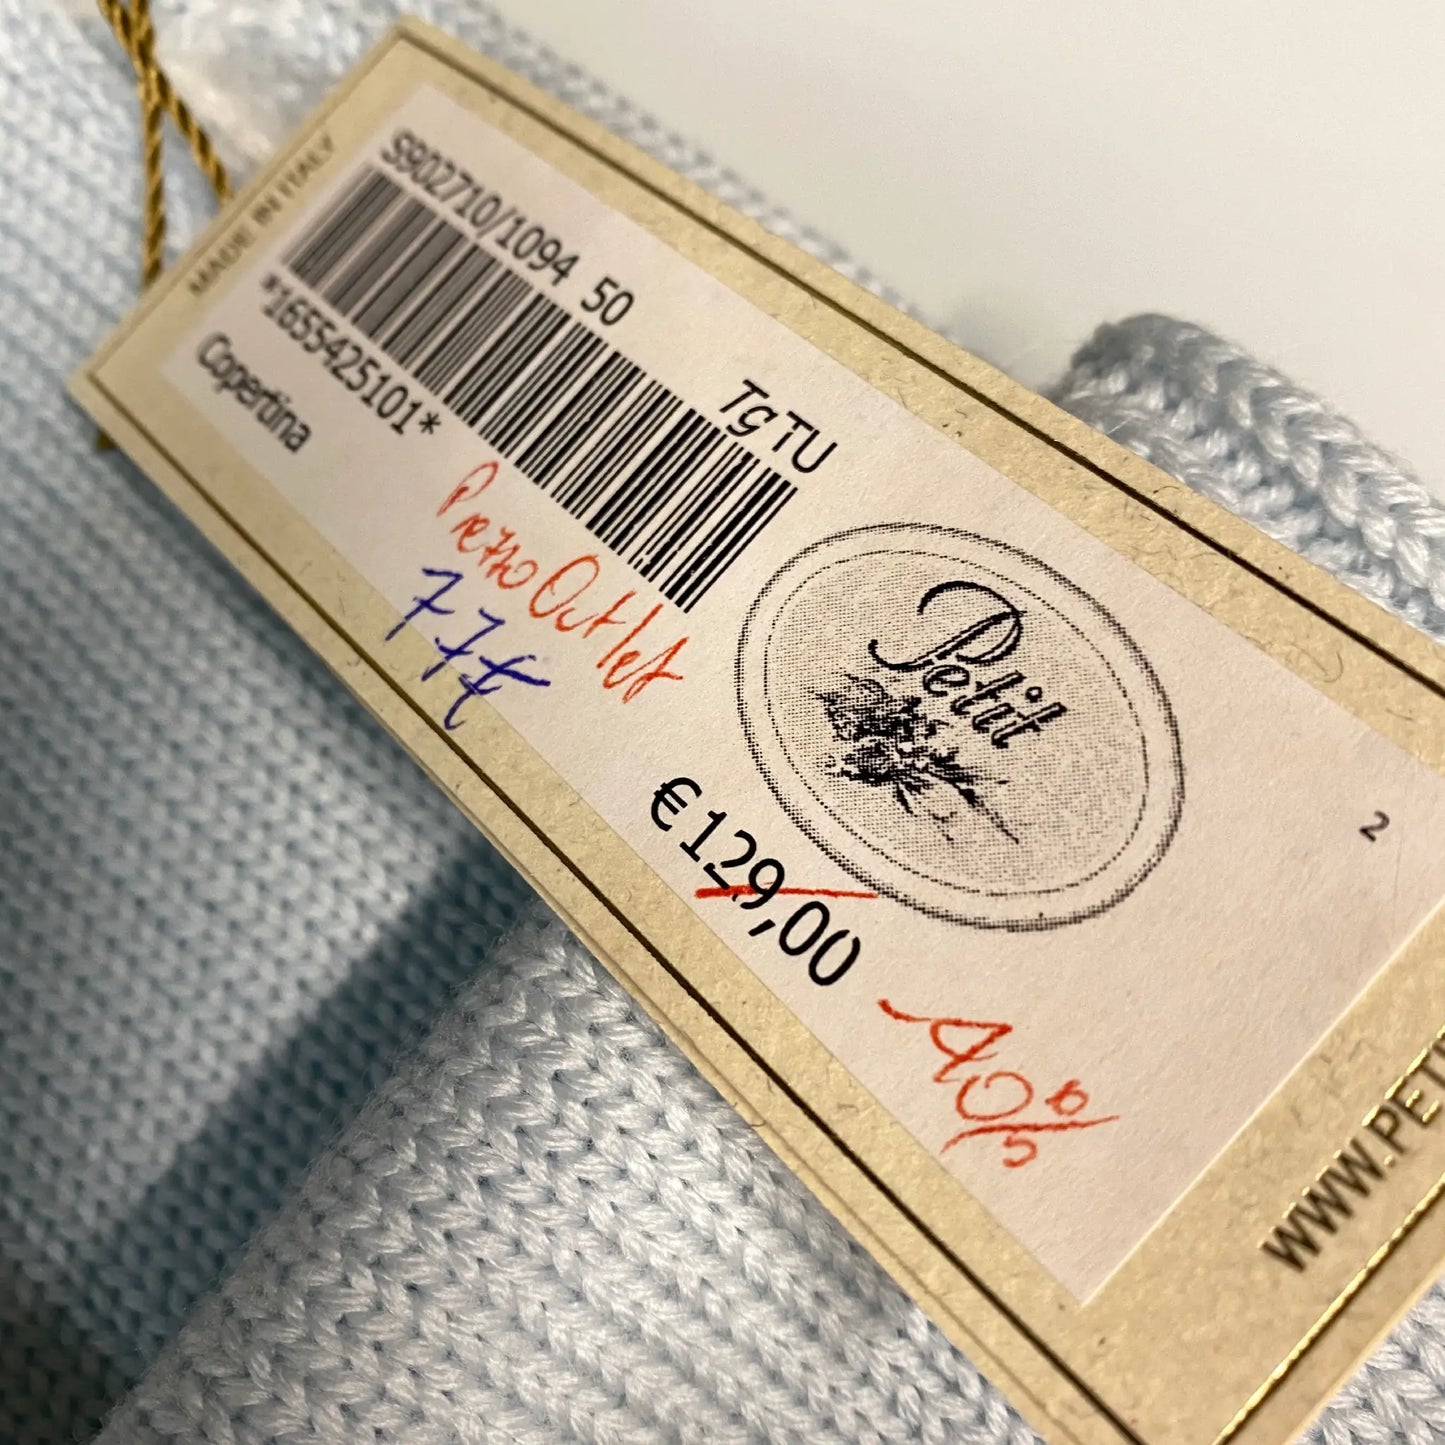 MADE IN ITALY
S902710/1094 50
TgTU
*1655425101*
Copertina
Prezzo Outlet
77€
Petit
€129,00
-40%
2
WWW.PET